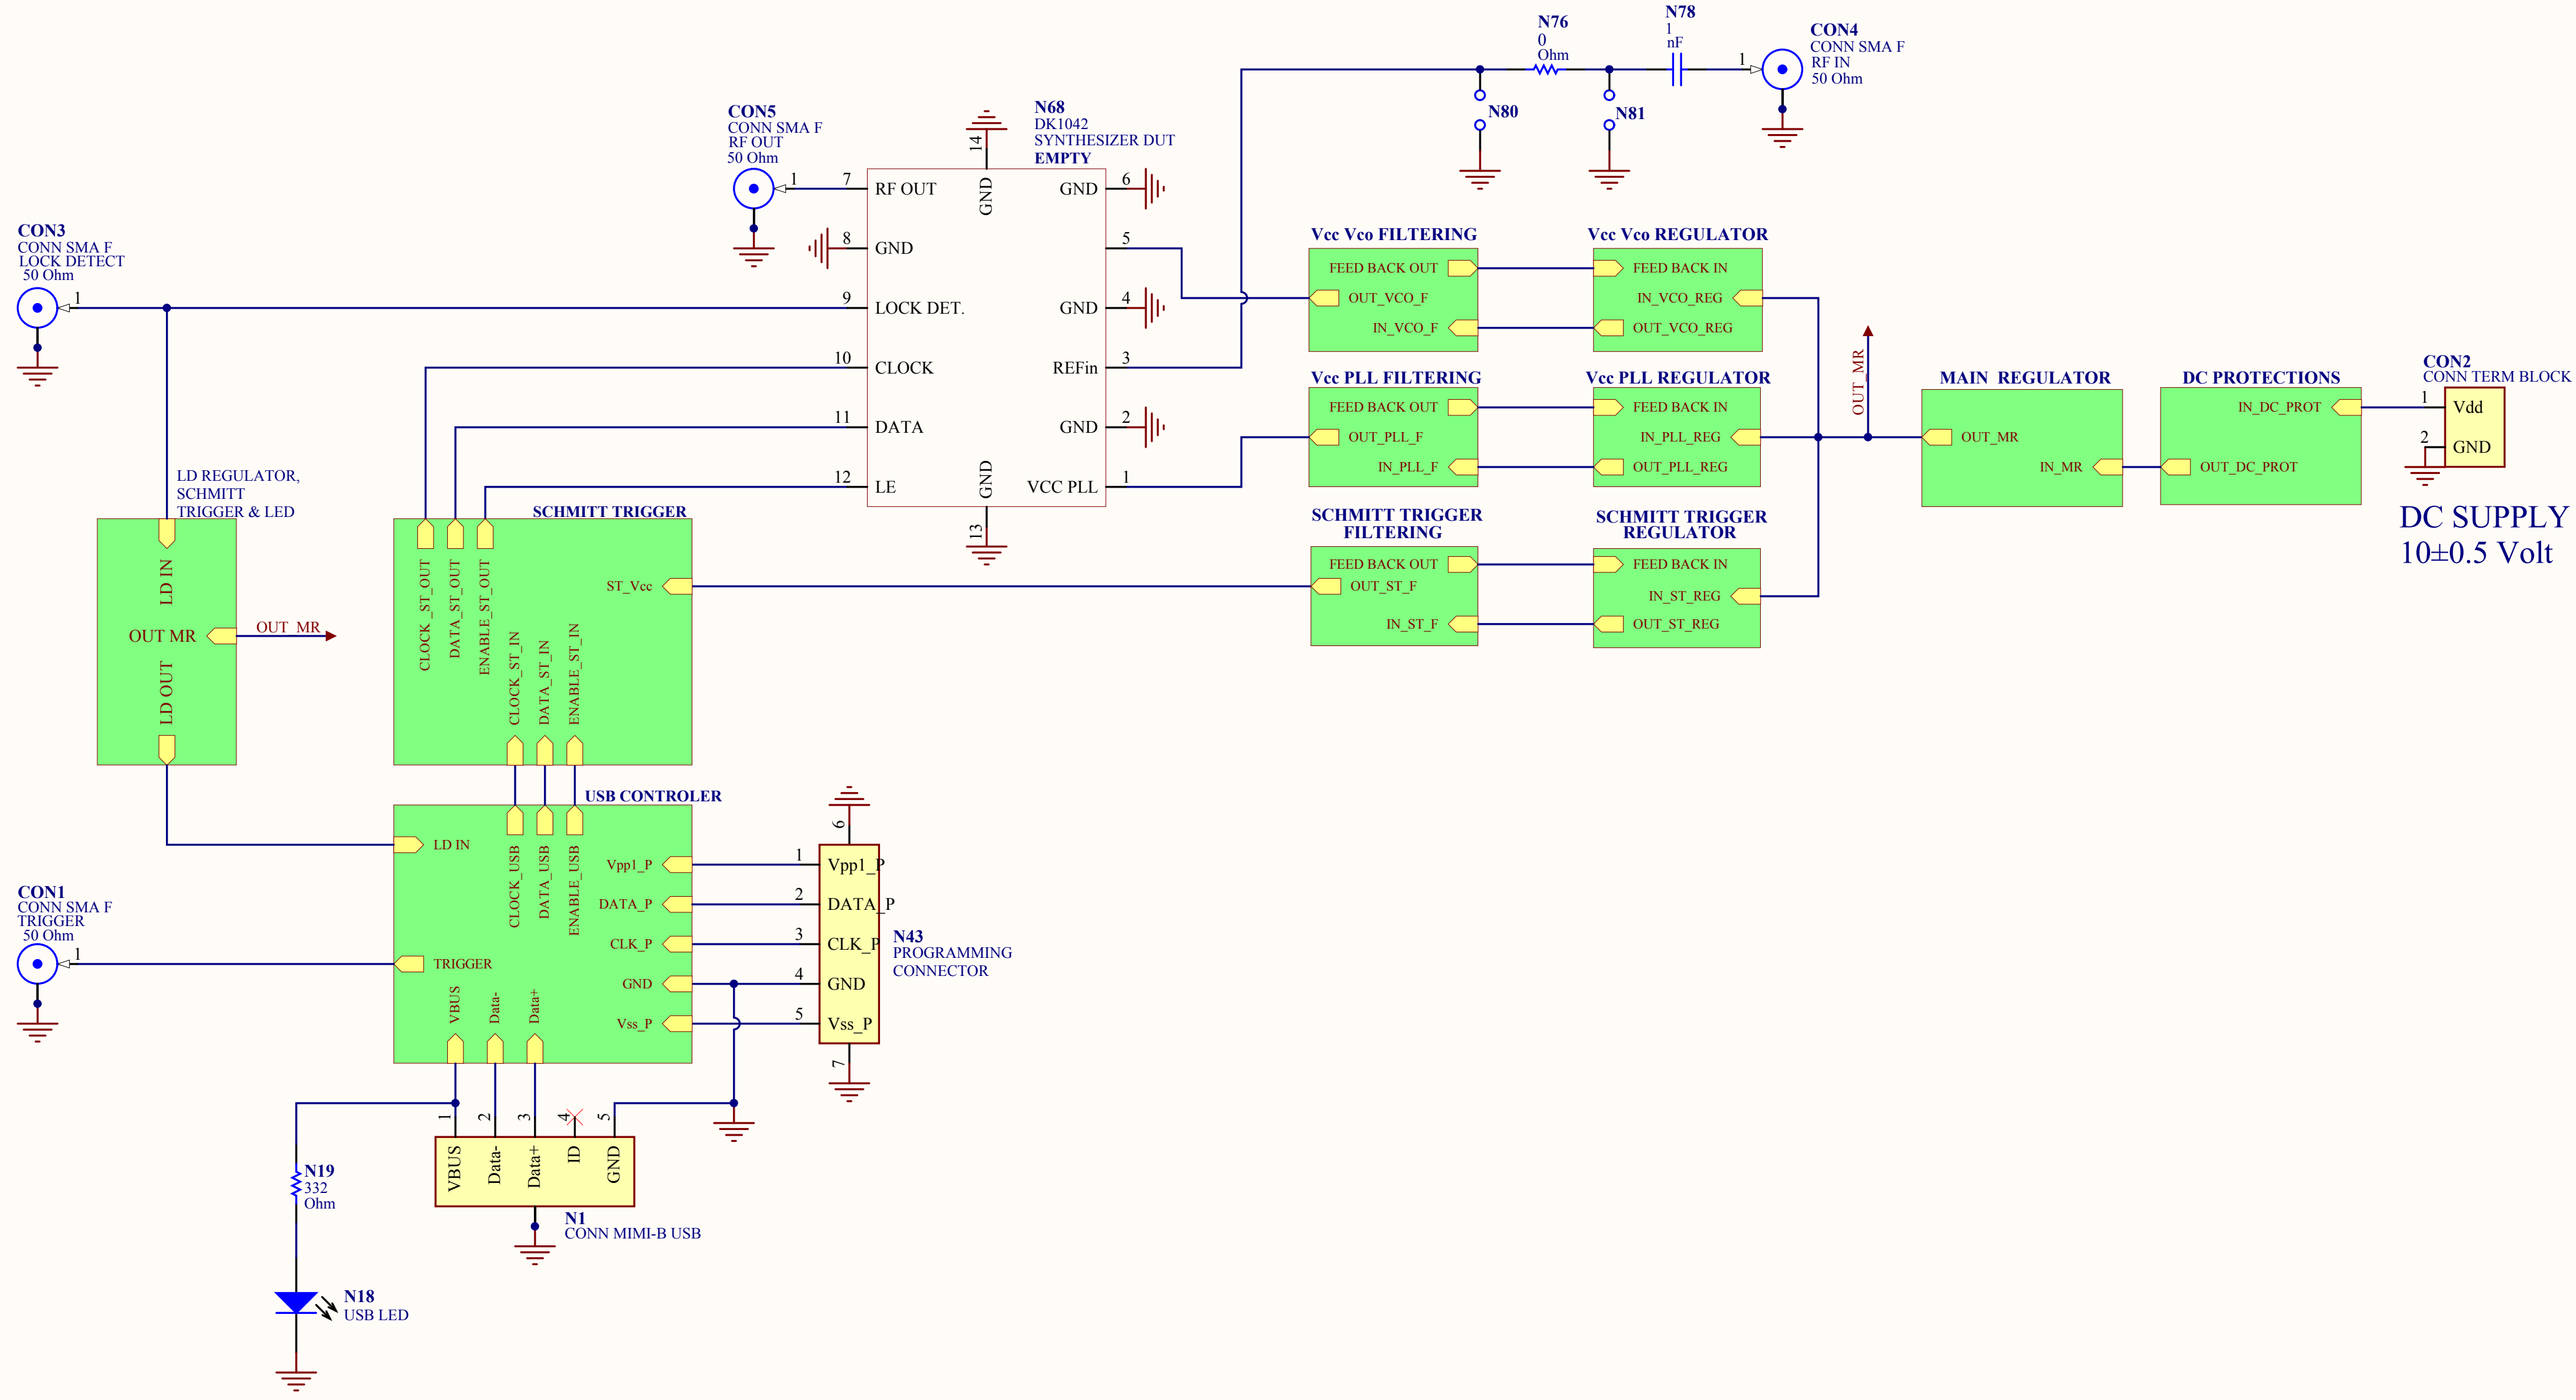 N76
0
Ohm
N78
1
nF
1
CON4
CONN SMA F
RF IN
50 Ohm
N80
N81
CON5
CONN SMA F
RF OUT
50 Ohm
1
N68
DK1042
SYNTHESIZER DUT
EMPTY
14
GND
7
RF OUT
GND
6
8
GND
5
9
LOCK DET.
GND
4
10
CLOCK
REFin
3
11
DATA
GND
2
12
LE
VCC PLL
1
GND
13
CON3
CONN SMA F
LOCK DETECT
50 Ohm
1
Vcc Vco FILTERING
FEED BACK OUT
OUT_VCO_F
IN_VCO_F
Vcc Vco REGULATOR
FEED BACK IN
IN_VCO_REG
OUT_VCO_REG
Vcc PLL FILTERING
FEED BACK OUT
OUT_PLL_F
IN_PLL_F
Vcc PLL REGULATOR
FEED BACK IN
IN_PLL_REG
OUT_PLL_REG
SCHMITT TRIGGER
FILTERING
FEED BACK OUT
OUT_ST_F
IN_ST_F
SCHMITT TRIGGER
REGULATOR
FEED BACK IN
IN_ST_REG
OUT_ST_REG
OUT_MR
MAIN REGULATOR
OUT_MR
IN_MR
DC PROTECTIONS
IN_DC_PROT
OUT_DC_PROT
CON2
CONN TERM BLOCK
1
Vdd
2
GND
DC SUPPLY
10±0.5 Volt
LD REGULATOR,
SCHMITT
TRIGGER & LED
LD IN
OUT MR
LD OUT
OUT_MR
SCHMITT TRIGGER
CLOCK_ST_OUT
DATA_ST_OUT
ENABLE_ST_OUT
ST_Vcc
CLOCK_ST_IN
DATA_ST_IN
ENABLE_ST_IN
USB CONTROLER
LD IN
CLOCK_USB
DATA_USB
ENABLE_USB
Vpp1_P
DATA_P
CLK_P
GND
Vss_P
TRIGGER
VBUS
Data-
Data+
6
1
Vpp1_P
2
DATA_P
3
CLK_P
4
GND
5
Vss_P
7
N43
PROGRAMMING
CONNECTOR
CON1
CONN SMA F
TRIGGER
50 Ohm
1
1
2
3
4
5
VBUS
Data-
Data+
ID
GND
N1
CONN MIMI-B USB
N19
332
Ohm
N18
USB LED